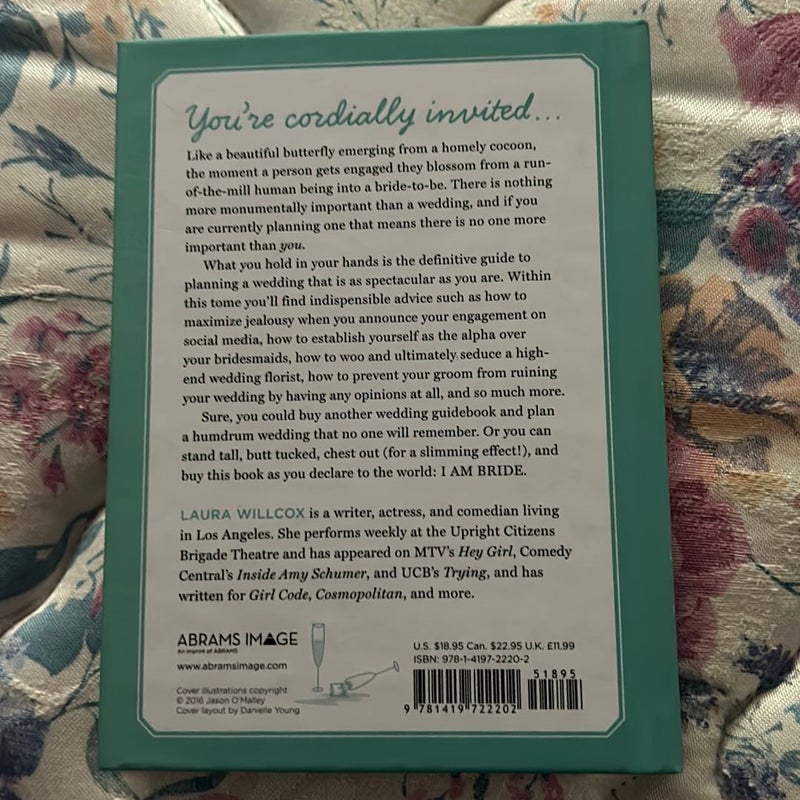 You're cordially invited...
Like a beautiful butterfly emerging from a homely cocoon,
the moment a person gets engaged they blossom from a run-
of-the-mill human being into a bride-to-be. There is nothing
more monumentally important than a wedding, and if you
are currently planning one that means there is no one more
important than you.
What you hold in your hands is the definitive guide to
planning a wedding that is as spectacular as you are. Within
this tome you'll find indispensible advice such as how to
maximize jealousy when you announce your engagement on
social media, how to establish yourself as the alpha over
your bridesmaids, how to woo and ultimately seduce a high-
end wedding florist, how to prevent your groom from ruining
your wedding by having any opinions at all, and so much more.
Sure, you could buy another wedding guidebook and plan
a humdrum wedding that no one will remember. Or you can
stand tall, butt tucked, chest out (for a slimming effect!), and
buy this book as you declare to the world: I AM BRIDE.
LAURA WILLCOX is a writer, actress, and comedian living
in Los Angeles. She performs weekly at the Upright Citizens
Brigade Theatre and has appeared on MTV's Hey Girl, Comedy
Central's Inside Amy Schumer, and UCB's Trying, and has
written for Girl Code, Cosmopolitan, and more.
ABRAMS IMAGE
An imprint of ABRAMS
www.abramsimage.com
Cover illustrations copyright
© 2016 Jason O'Malley
Cover layout by Danielle Young
U.S. $18.95 Can. $22.95 U.K. £11.99
ISBN: 978-1-4197-2220-2
51895
9 781419 722202